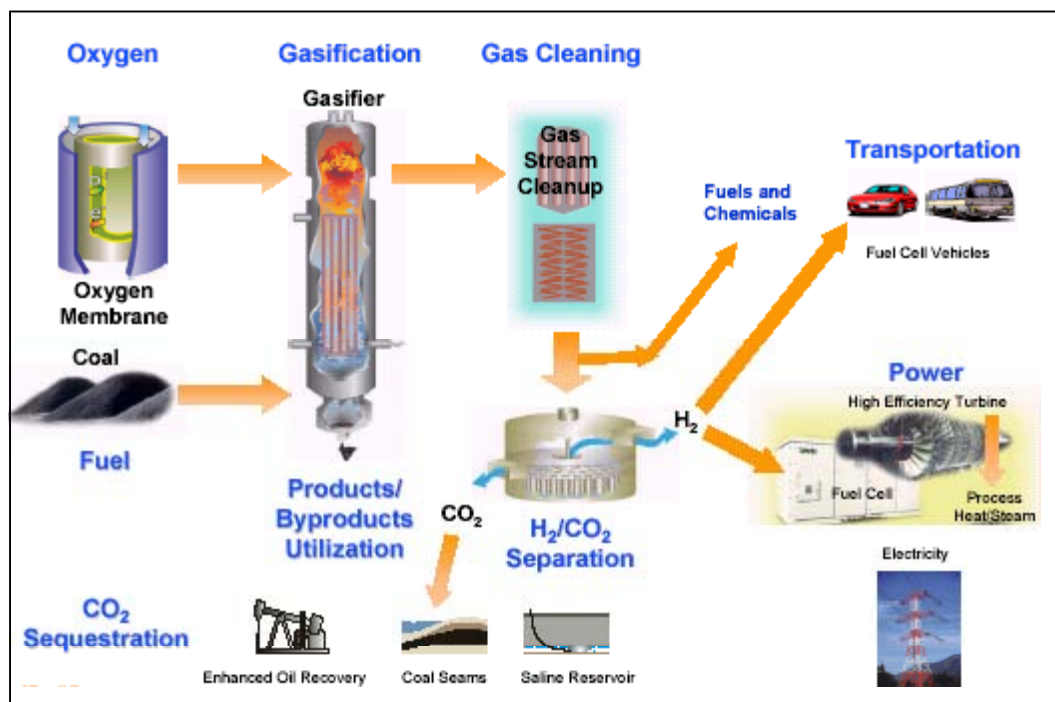 Oxygen
Gasification
Gas Cleaning
Gasifier
Gas
Stream
Cleanup
Transportation
Fuels and
Chemicals
Fuel Cell Vehicles
Oxygen
Membrane
Coal
Fuel
Power
High Efficiency Turbine
H₂
Fuel Cell
Process
Heat/Steam
Products/
Byproducts
Utilization
CO₂
H₂/CO₂
Separation
Electricity
CO₂
Sequestration
Enhanced Oil Recovery
Coal Seams
Saline Reservoir